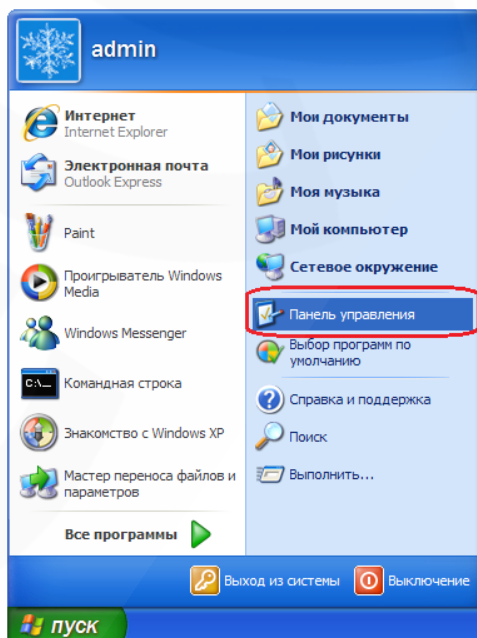 admin
Интернет
Internet Explorer
Электронная почта
Outlook Express
Paint
Проигрыватель Windows
Media
Windows Messenger
C:\_
Командная строка
Знакомство с Windows XP
Мастер переноса файлов и
параметров
Все программы
Мои документы
Мои рисунки
Моя музыка
Мой компьютер
Сетевое окружение
Панель управления
Выбор программ по
умолчанию
Справка и поддержка
Поиск
Выполнить...
Выход из системы
Выключение
пуск